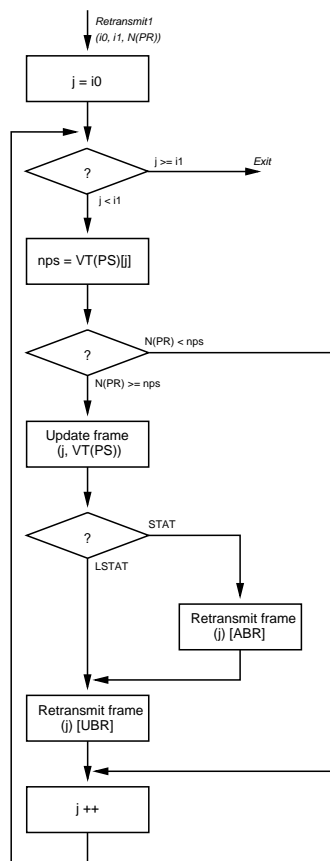 Retransmit1
(i0, i1, N(PR))
j = i0
?
j >= i1
Exit
j < i1
nps = VT(PS)[j]
?
N(PR) < nps
N(PR) >= nps
Update frame
(j, VT(PS))
?
STAT
LSTAT
Retransmit frame
(j) [ABR]
Retransmit frame
(j) [UBR]
j ++